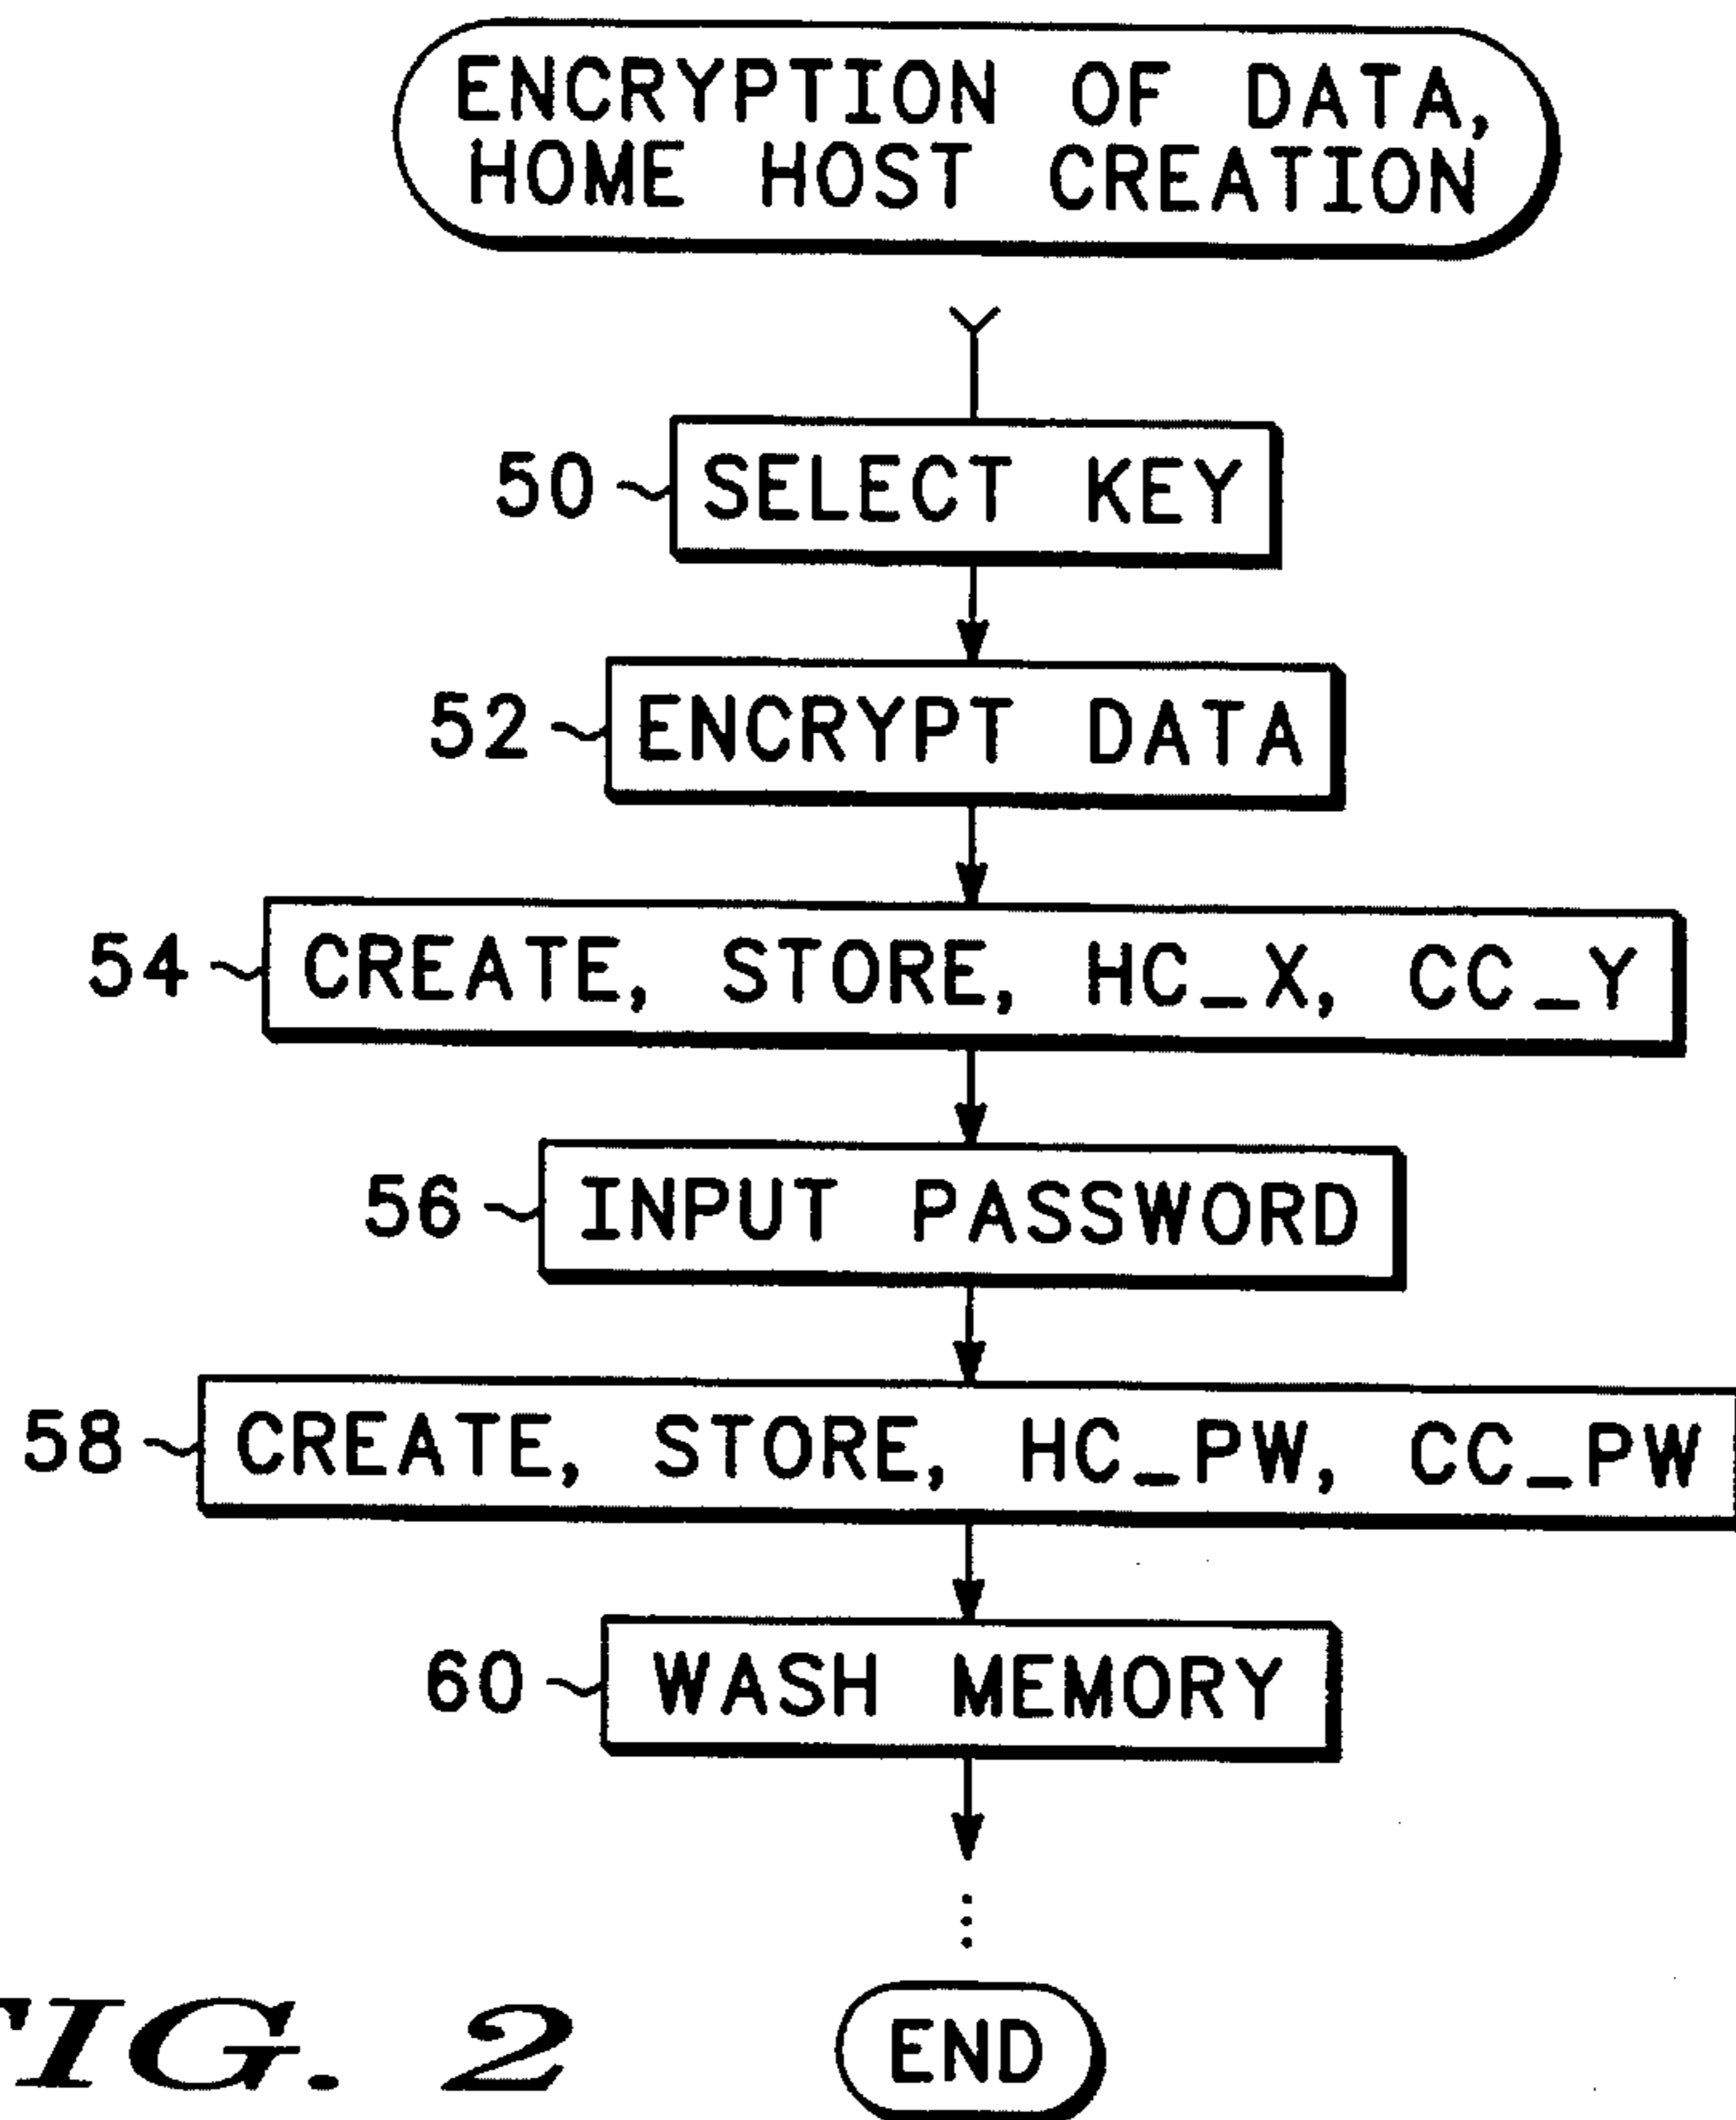 ENCRYPTION OF DATA,
HOME HOST CREATION
50 SELECT KEY
52 ENCRYPT DATA
54 CREATE, STORE, HC_X, CC_Y
56 INPUT PASSWORD
58 CREATE, STORE, HC_PW, CC_PW
60 WASH MEMORY
END
FIG. 2